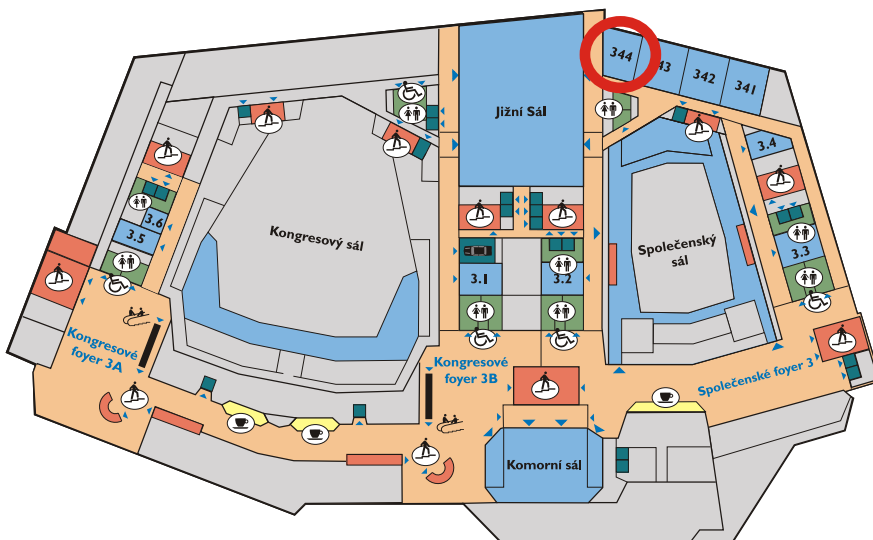 344
343
342
341
Jižní Sál
3.4
3.6
3.5
Kongresový sál
Společenský
sál
3.1
3.2
3.3
Kongresové
foyer 3A
Kongresové
foyer 3B
Společenské foyer 3
Komorní sál